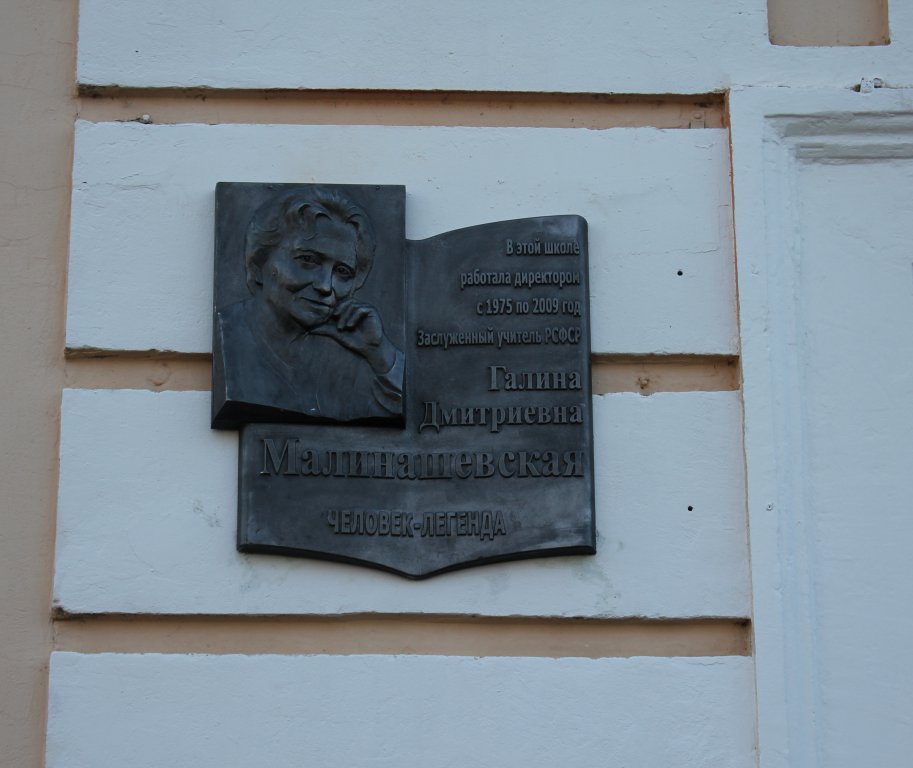 В этой школе
работала директором
с 1975 по 2009 год
Заслуженный учитель РСФСР
Галина
Дмитриевна
Малинашевская
ЧЕЛОВЕК-ЛЕГЕНДА